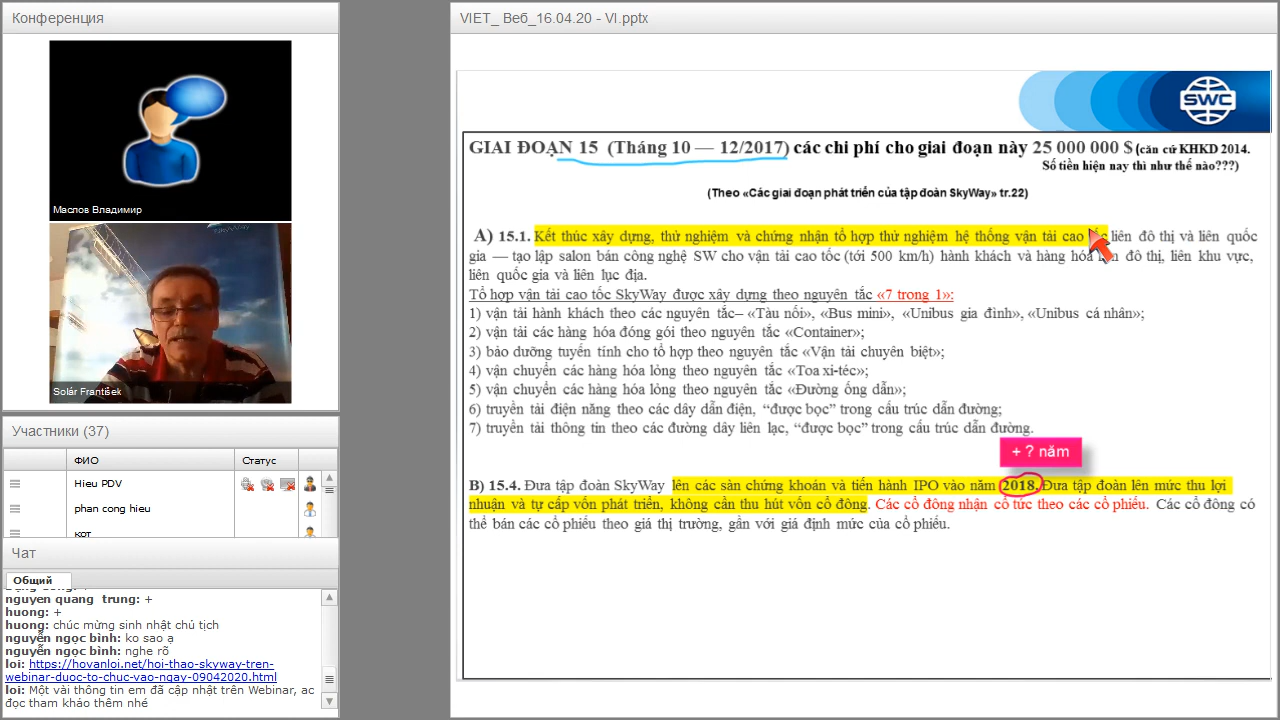 Конференция
Маслов Владимир
Solár František
Участники (37)
ФИО
Статус
Hieu PDV
phan cong hieu
кот
Чат
Общий
nguyen quang trung: +
huong: +
huong: chúc mừng sinh nhật chủ tịch
nguyễn ngọc bình: ko sao ạ
nguyễn ngọc bình: nghe rõ
loi: https://hovanloi.net/hoi-thao-skyway-tren-
webinar-duoc-to-chuc-vao-ngay-09042020.html
loi: Một vài thông tin em đã cập nhật trên Webinar, ac
đọc tham khảo thêm nhé
VIET_ Веб_16.04.20 - VI.pptx
SWC
GIAI ĐOẠN 15 (Tháng 10 — 12/2017) các chi phí cho giai đoạn này 25 000 000 $ (căn cứ KHKD 2014.
Số tiền hiện nay thì như thế nào???)
(Theo «Các giai đoạn phát triển của tập đoàn SkyWay» tr.22)
A) 15.1. Kết thúc xây dựng, thử nghiệm và chứng nhận tổ hợp thử nghiệm hệ thống vận tải cao tốc liên đô thị và liên quốc
gia — tạo lập salon bán công nghệ SW cho vận tải cao tốc (tới 500 km/h) hành khách và hàng hóa liên đô thị, liên khu vực,
liên quốc gia và liên lục địa.
Tổ hợp vận tải cao tốc SkyWay được xây dựng theo nguyên tắc «7 trong 1»:
1) vận tải hành khách theo các nguyên tắc– «Tàu nối», «Bus mini», «Unibus gia đình», «Unibus cá nhân»;
2) vận tải các hàng hóa đóng gói theo nguyên tắc «Container»;
3) bảo dưỡng tuyến tính cho tổ hợp theo nguyên tắc «Vận tải chuyên biệt»;
4) vận chuyển các hàng hóa lỏng theo nguyên tắc «Toa xi-téc»;
5) vận chuyển các hàng hóa lỏng theo nguyên tắc «Đường ống dẫn»;
6) truyền tải điện năng theo các dây dẫn điện, “được bọc” trong cấu trúc dẫn đường;
7) truyền tải thông tin theo các đường dây liên lạc, “được bọc” trong cấu trúc dẫn đường.
+ ? năm
B) 15.4. Đưa tập đoàn SkyWay lên các sàn chứng khoán và tiến hành IPO vào năm 2018. Đưa tập đoàn lên mức thu lợi
nhuận và tự cấp vốn phát triển, không cần thu hút vốn cổ đông. Các cổ đông nhận cổ tức theo các cổ phiếu. Các cổ đông có
thể bán các cổ phiếu theo giá thị trường, gần với giá định mức của cổ phiếu.